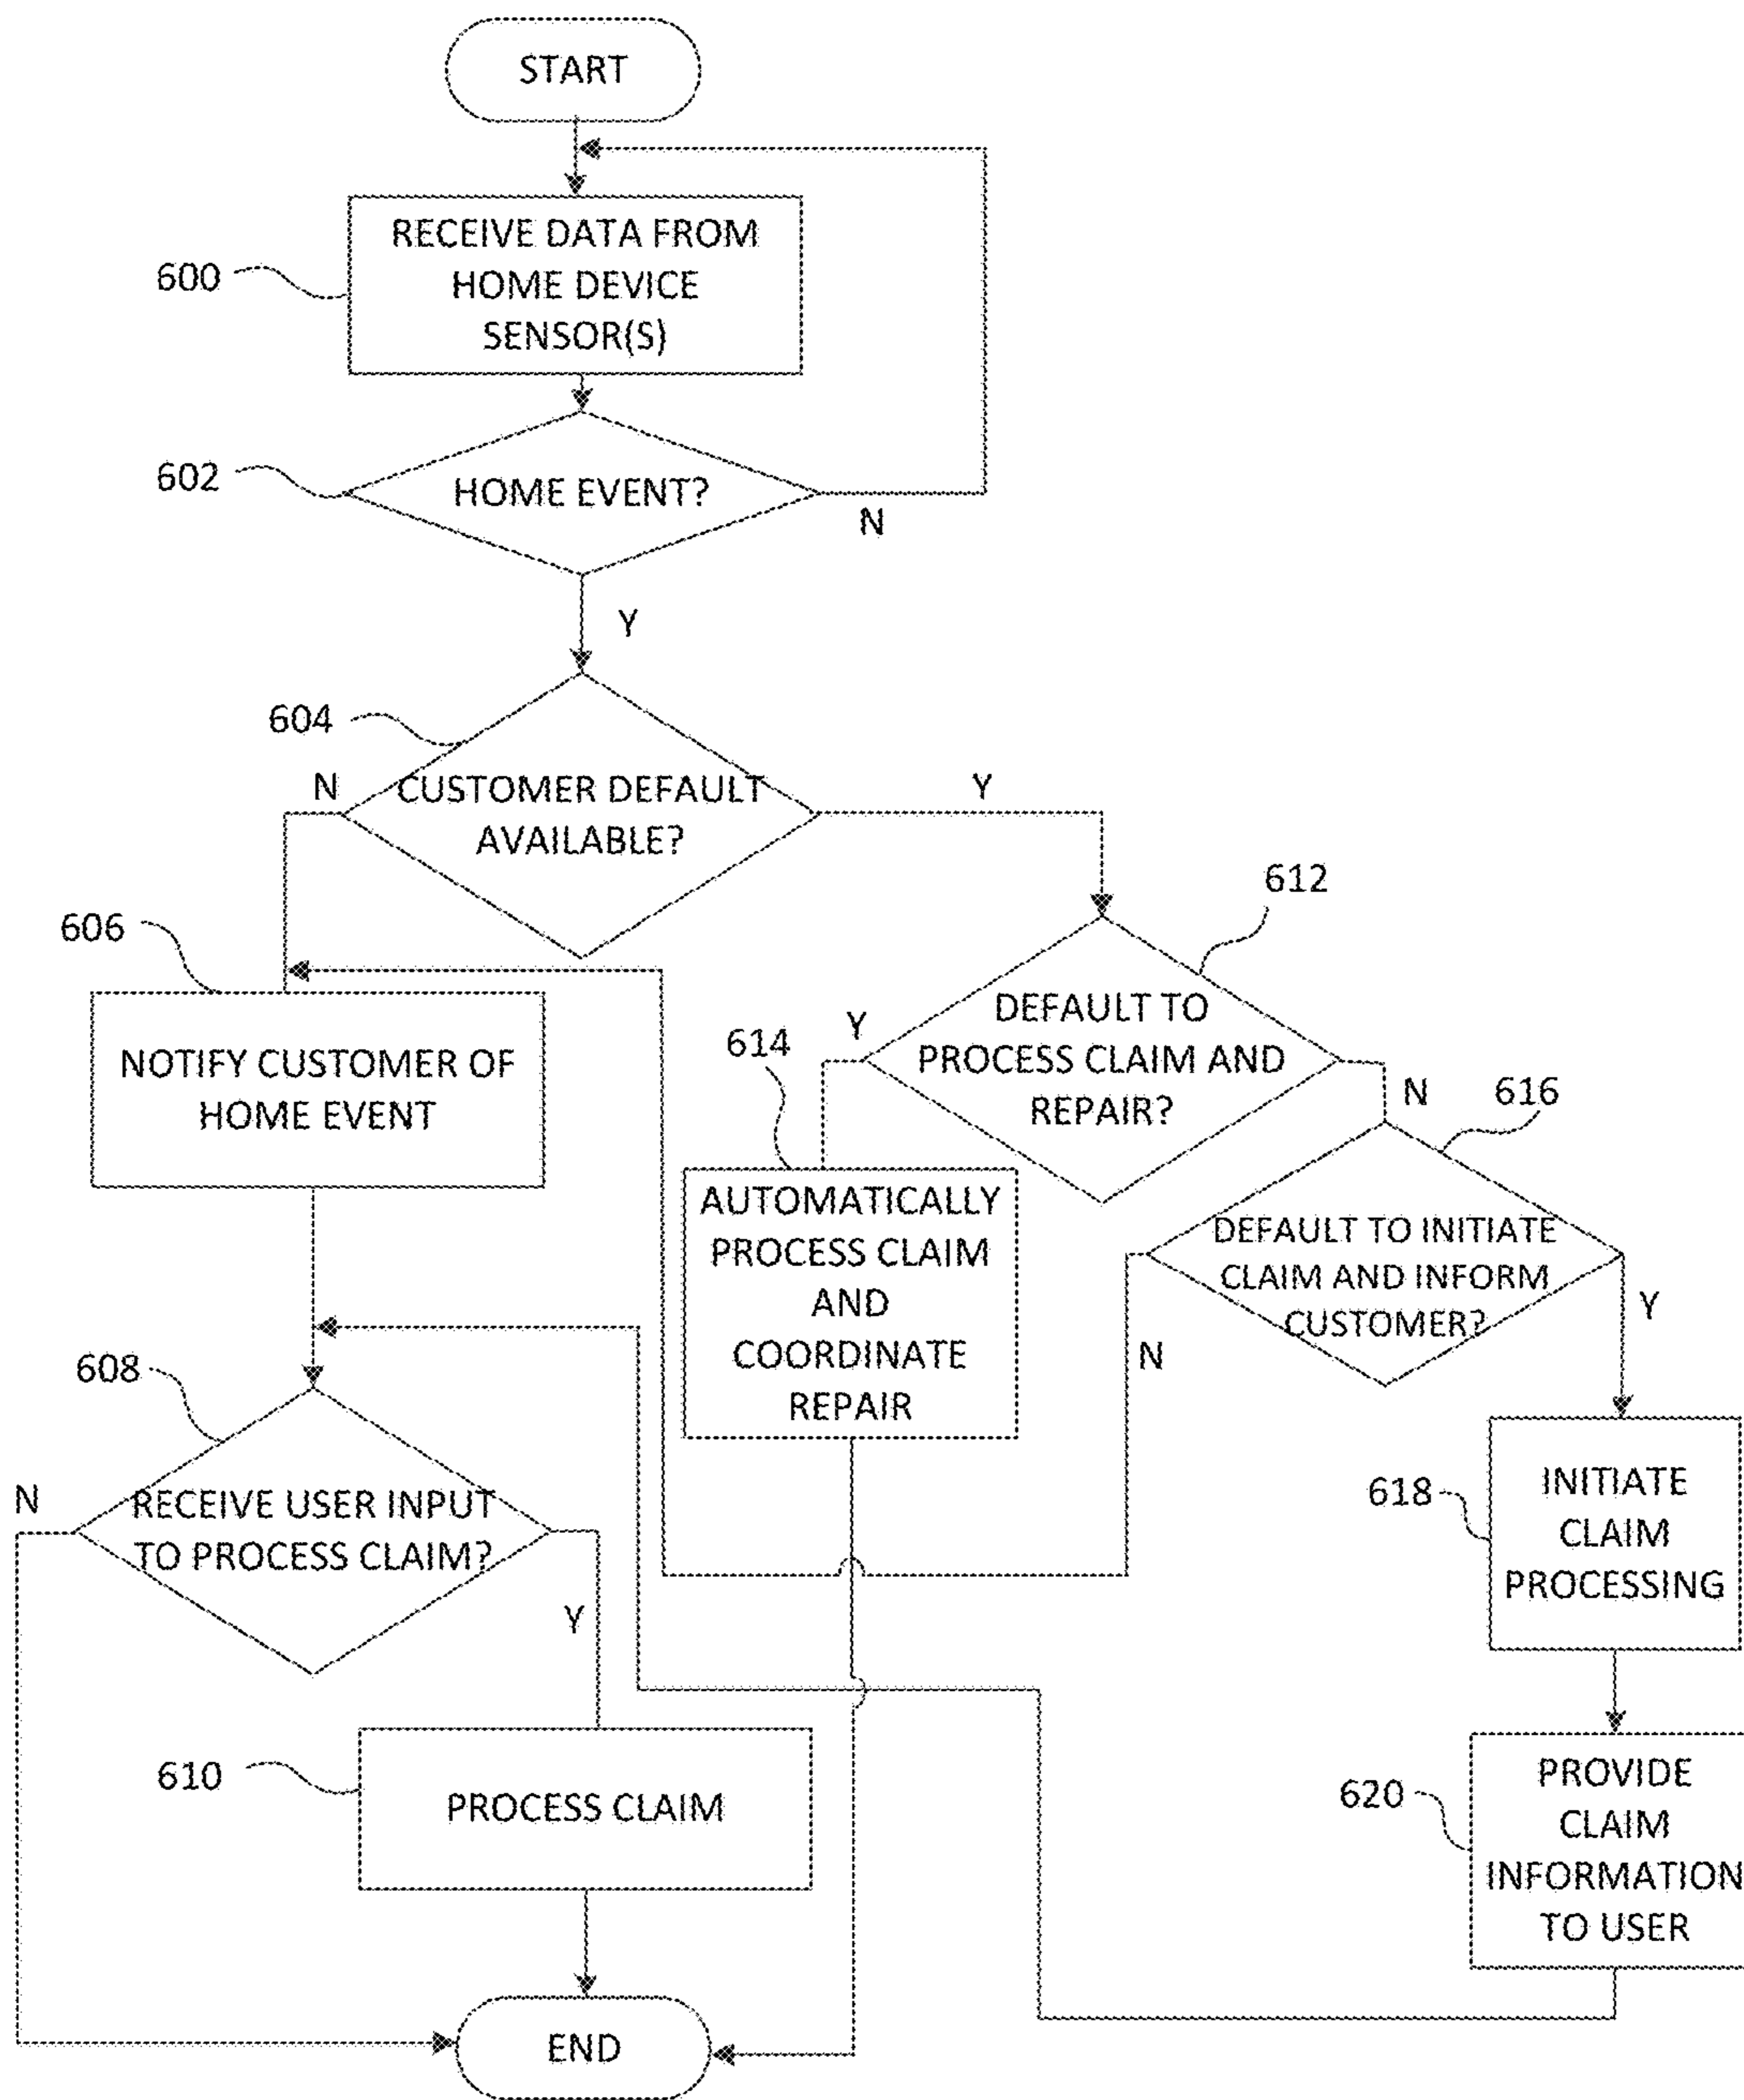 START
RECEIVE DATA FROM
HOME DEVICE
SENSOR(S)
600
HOME EVENT?
602
N
Y
604
CUSTOMER DEFAULT
AVAILABLE?
N
Y
606
NOTIFY CUSTOMER OF
HOME EVENT
612
DEFAULT TO
PROCESS CLAIM AND
REPAIR?
Y
N
614
AUTOMATICALLY
PROCESS CLAIM
AND
COORDINATE
REPAIR
616
DEFAULT TO INITIATE
CLAIM AND INFORM
CUSTOMER?
N
Y
608
RECEIVE USER INPUT
TO PROCESS CLAIM?
N
Y
618
INITIATE
CLAIM
PROCESSING
610
PROCESS CLAIM
620
PROVIDE
CLAIM
INFORMATION
TO USER
END